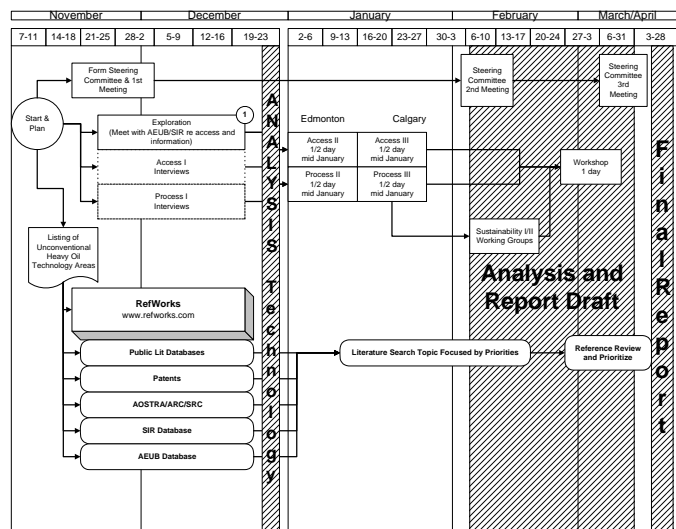 November December January February March/April
7-11 14-18 21-25 28-2 5-9 12-16 19-23 2-6 9-13 16-20 23-27 30-3 6-10 13-17 20-24 27-3 6-31 3-28
Form Steering
Committee & 1st
Meeting
Steering
Committee
2nd Meeting
Steering
Committee
3rd
Meeting
Start &
Plan
1
Exploration
(Meet with AEUB/SIR re access and
information)
Access I
Interviews
Process I
Interviews
ANALYSIS Technology
Edmonton Calgary
Access II
1/2 day
mid January
Access III
1/2 day
mid January
Process II
1/2 day
mid January
Process III
1/2 day
mid January
Workshop
1 day
Sustainability I/II
Working Groups
Final Report
Listing of
Unconventional
Heavy Oil
Technology Areas
Analysis and
Report Draft
RefWorks
www.refworks.com
Public Lit Databases
Literature Search Topic Focused by Priorities
Reference Review
and Prioritize
Patents
AOSTRA/ARC/SRC
SIR Database
AEUB Database